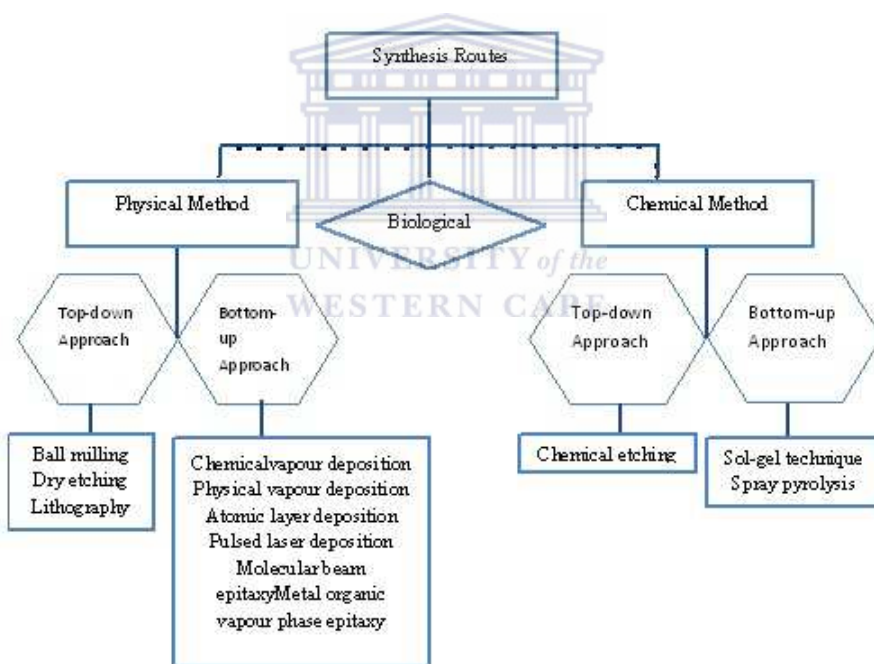 Synthesis Routes
Physical Method
Biological
Chemical Method
UNIVERSITY of the
WESTERN CAPE
Top-down
Approach
Bottom-
up
Approach
Top-down
Approach
Bottom-up
Approach
Ball milling
Dry etching
Lithography
Chemicalvapour deposition
Physical vapour deposition
Atomic layer deposition
Pulsed laser deposition
Molecular beam
epitaxyMetal organic
vapour phase epitaxy
Chemical etching
Sol-gel technique
Spray pyrolysis